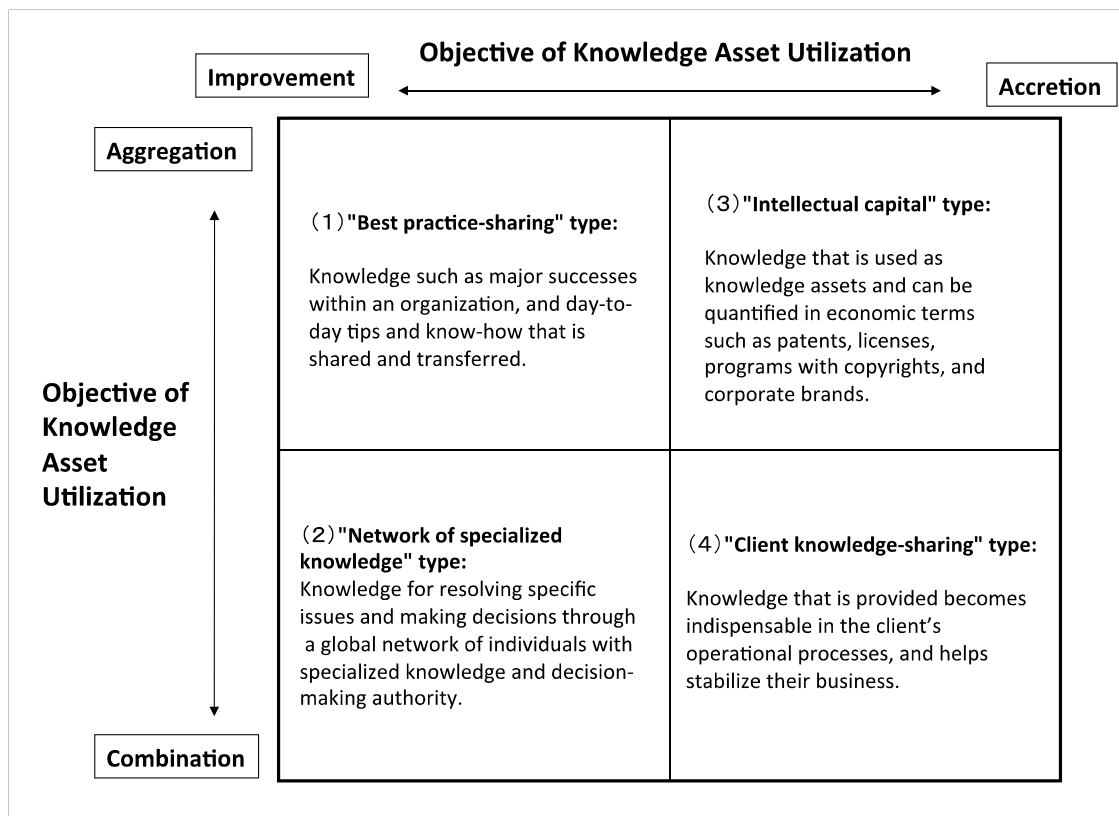 Objective of Knowledge Asset Utilization
Improvement
Accretion
Aggregation
（1）"Best practice-sharing" type:
Knowledge such as major successes
within an organization, and day-to-
day tips and know-how that is
shared and transferred.
（3）"Intellectual capital" type:
Knowledge that is used as
knowledge assets and can be
quantified in economic terms
such as patents, licenses,
programs with copyrights, and
corporate brands.
Objective of
Knowledge
Asset
Utilization
（2）"Network of specialized
knowledge" type:
Knowledge for resolving specific
issues and making decisions through
a global network of individuals with
specialized knowledge and decision-
making authority.
（4）"Client knowledge-sharing" type:
Knowledge that is provided becomes
indispensable in the client’s
operational processes, and helps
stabilize their business.
Combination